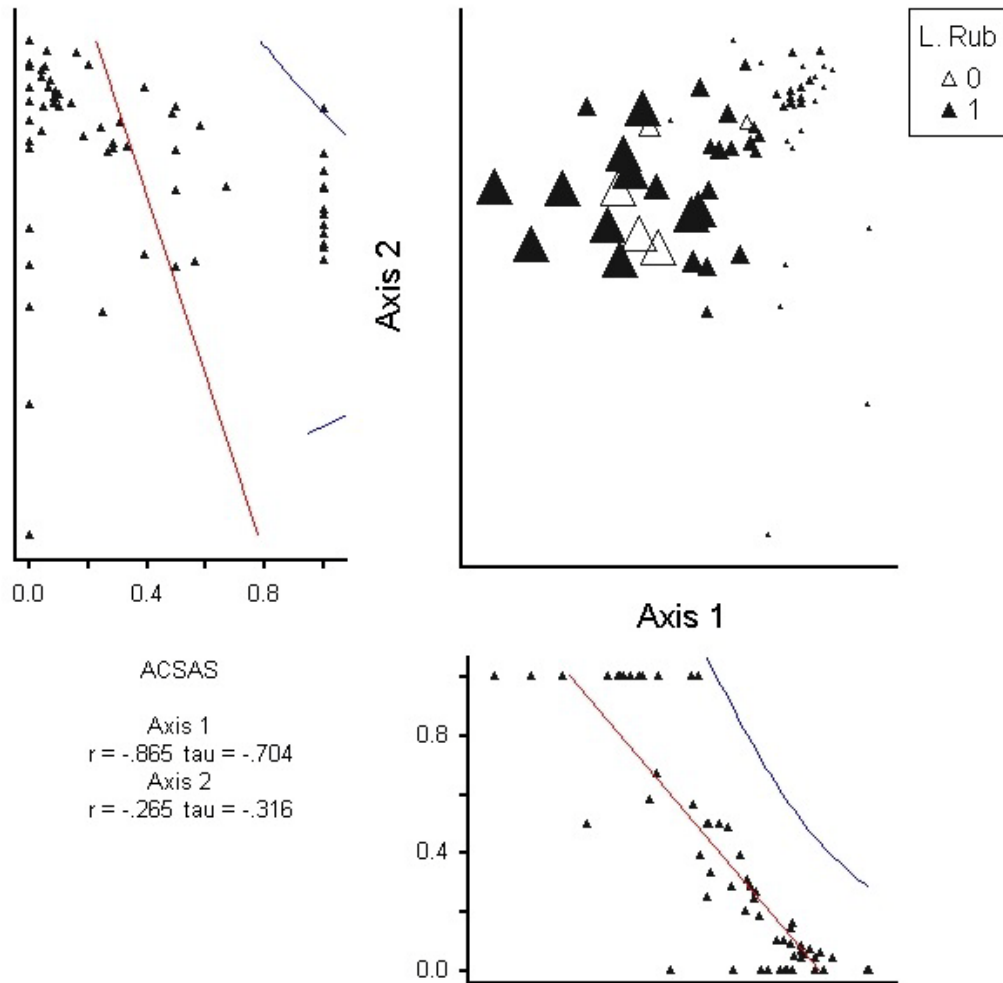 L. Rub
△ 0
▲ 1
Axis 2
0.0 0.4 0.8
Axis 1
ACSAS
Axis 1
r = -.865 tau = -.704
Axis 2
r = -.265 tau = -.316
0.8
0.4
0.0